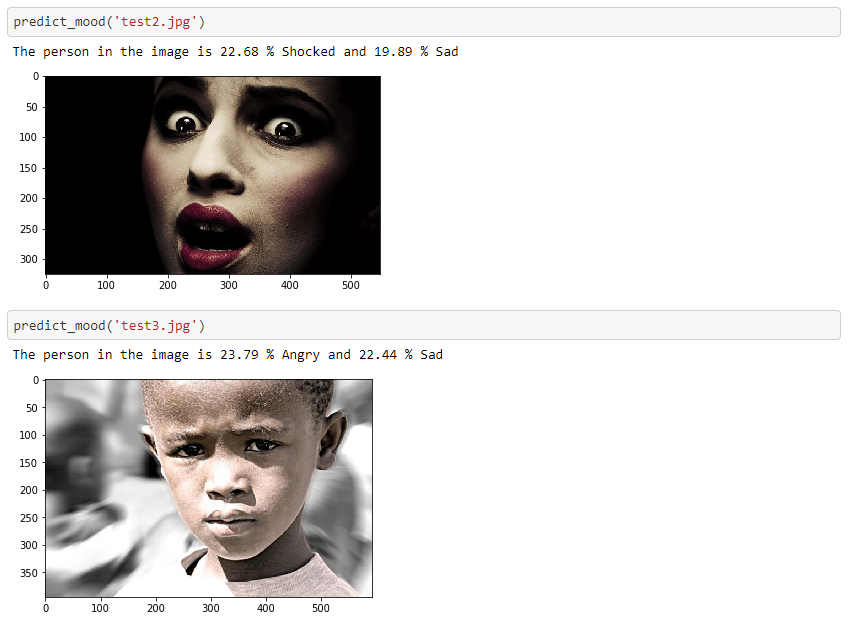 predict_mood('test2.jpg')
The person in the image is 22.68 % Shocked and 19.89 % Sad
0
50
100
150
200
250
300
0 100 200 300 400 500
predict_mood('test3.jpg')
The person in the image is 23.79 % Angry and 22.44 % Sad
0
50
100
150
200
250
300
350
0 100 200 300 400 500